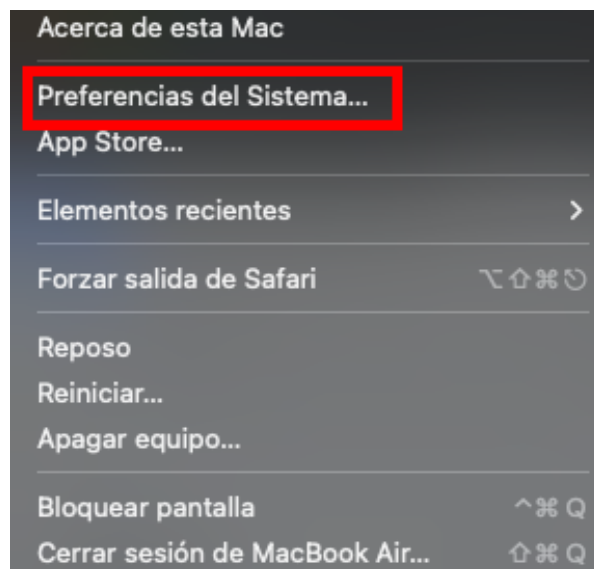 Acerca de esta Mac
Preferencias del Sistema...
App Store...
Elementos recientes >
Forzar salida de Safari ⌥⇧⌘⎋
Reposo
Reiniciar...
Apagar equipo...
Bloquear pantalla ^⌘Q
Cerrar sesión de MacBook Air... ⇧⌘Q